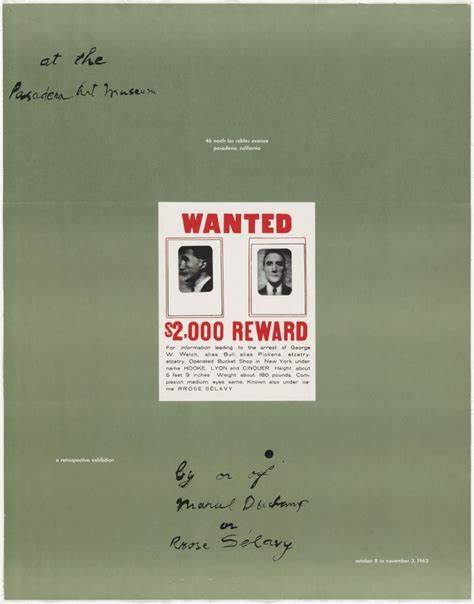 at the
Pasadena Art Museum
46 north los robles avenue
pasadena, california
WANTED
$2,000 REWARD
For information leading to the arrest of George
W. Welch, alias Bull, alias Pickens etcetry,
etcetry. Operated Bucket Shop in New York under
name HOOKE, LYON and CINQUER Height about
5 feet 9 inches Weight about 180 pounds. Com-
plexion medium, eyes same. Known also under na-
me RROSE SÉLAVY
a retrospective exhibition
by or of
Marcel Duchamp
or
Rrose Sélavy
october 8 to november 3, 1963